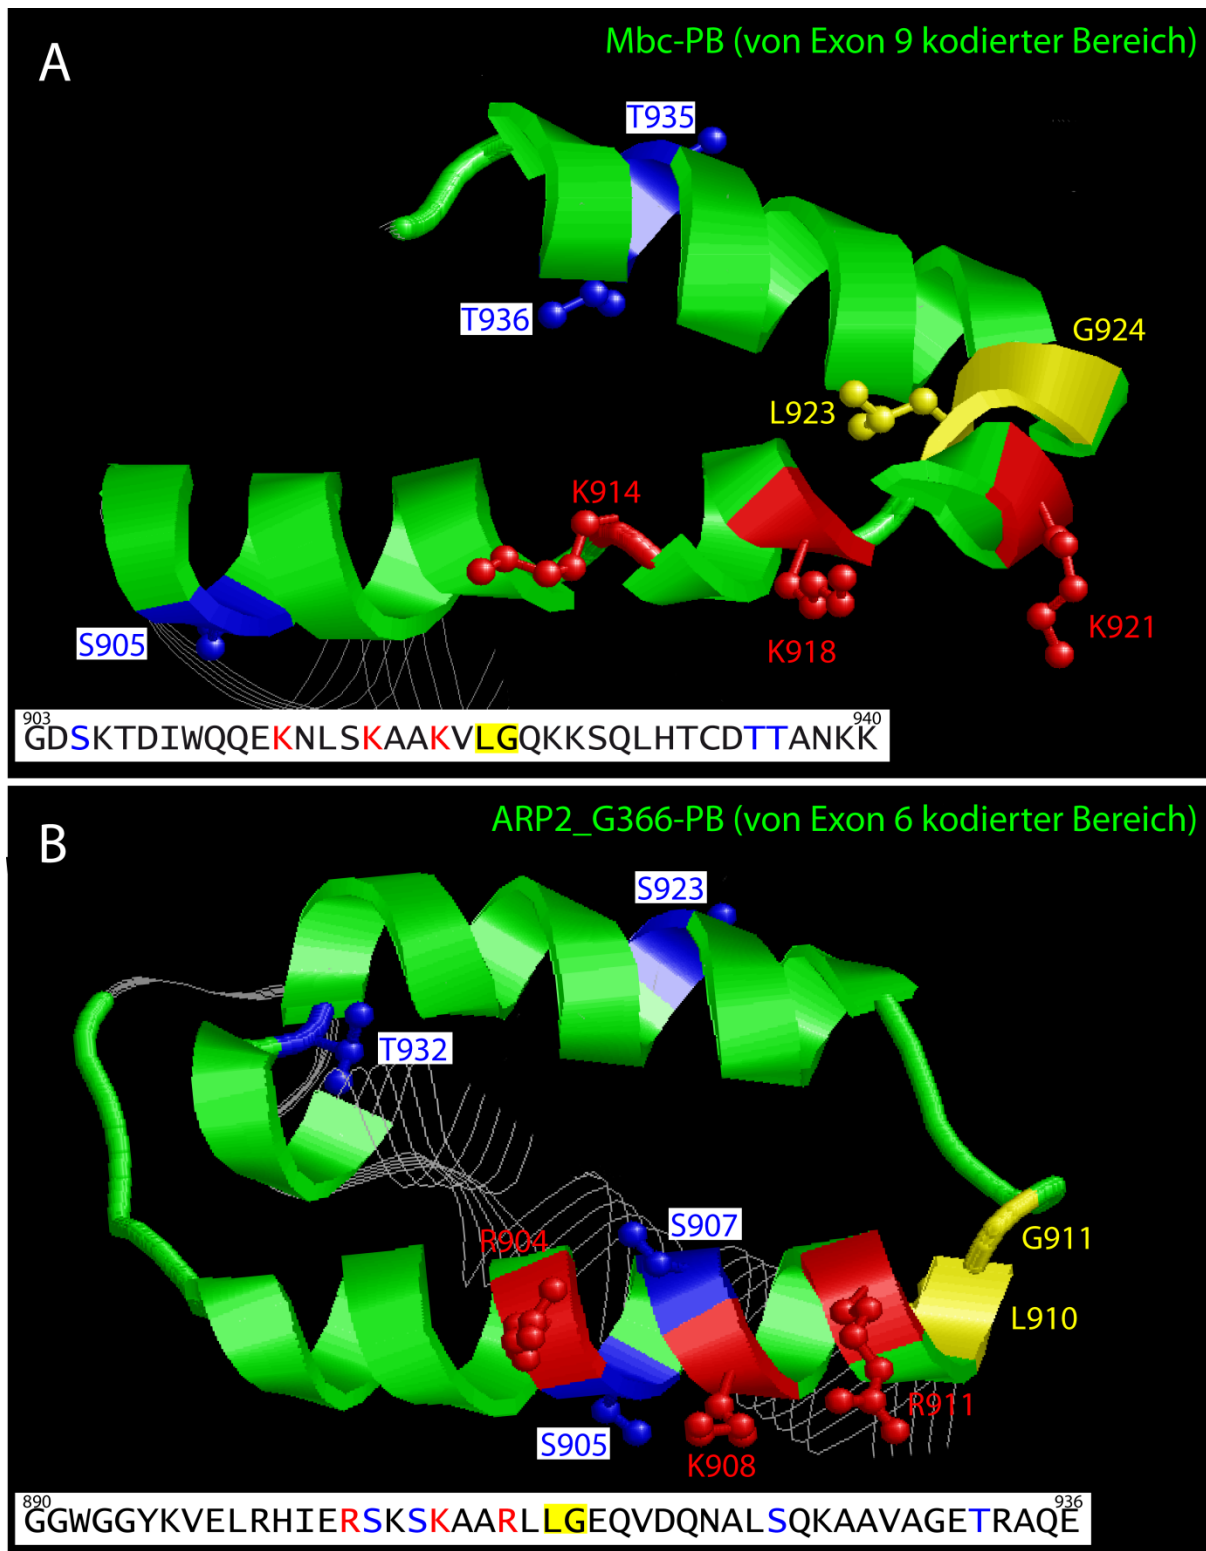 A
Mbc-PB (von Exon 9 kodierter Bereich)
T935
T936
G924
L923
K914
S905
K918
K921
903
940
GDSKTDIWQQEKNLSKAAKVLGQKKSQLHTCDTTANKK
B
ARP2_G366-PB (von Exon 6 kodierter Bereich)
S923
T932
R904
S907
G911
L910
R911
S905
K908
890
936
GGWGGYKVELRHIERSKSKAARLLLGEQVDQNALSQKAAVAGETRAQE